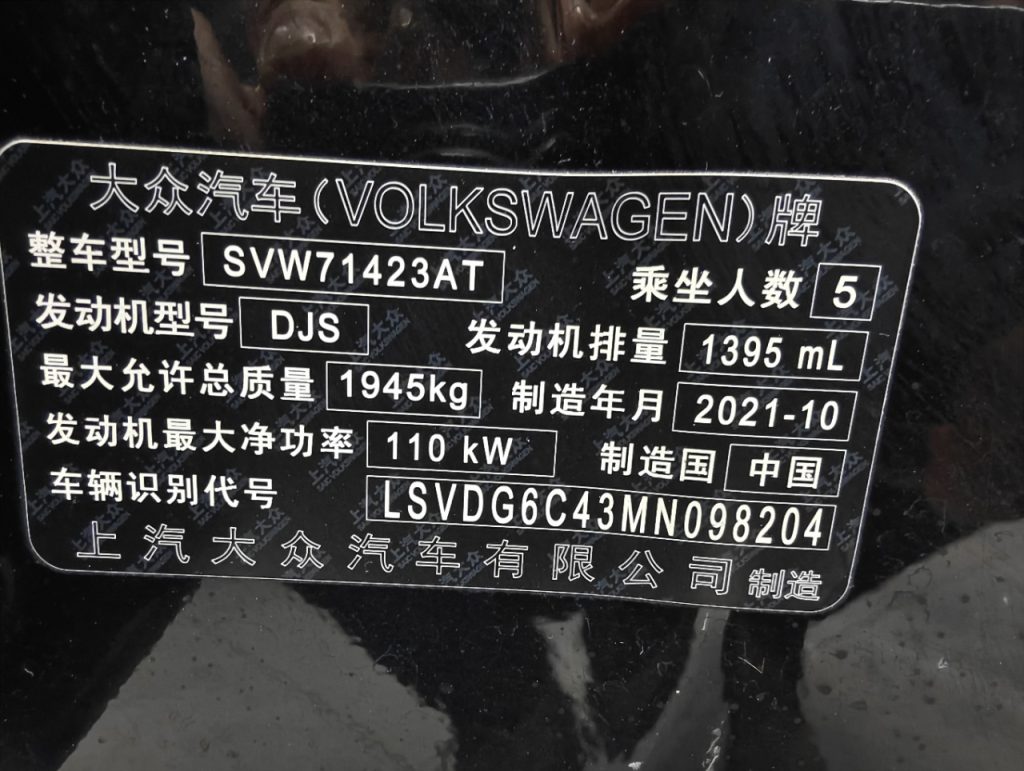 大众汽车(VOLKSWAGEN)牌
整车型号 SVW71423AT 乘坐人数 5
发动机型号 DJS 发动机排量 1395 mL
最大允许总质量 1945kg 制造年月 2021-10
发动机最大净功率 110 kW 制造国 中国
车辆识别代号 LSVDG6C43MN098204
上汽大众汽车有限公司 制造